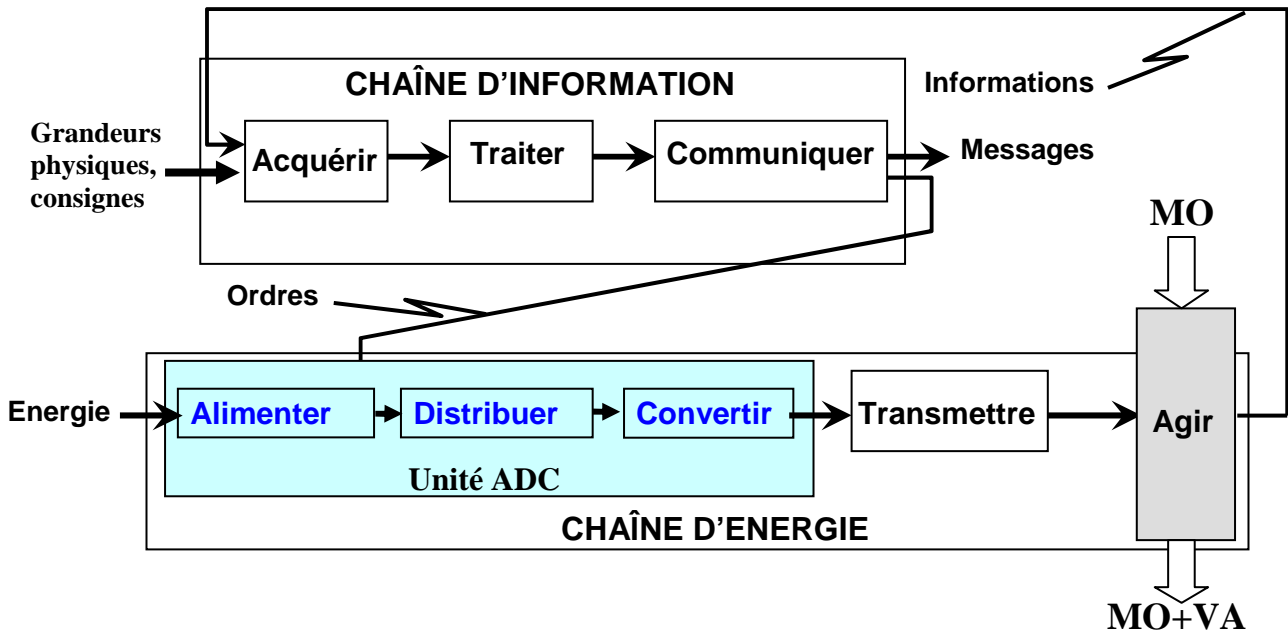 CHAÎNE D'INFORMATION
Informations
Grandeurs
physiques,
consignes
Acquérir
Traiter
Communiquer
Messages
MO
Ordres
Energie
Alimenter
Distribuer
Convertir
Transmettre
Agir
Unité ADC
CHAÎNE D'ENERGIE
MO+VA